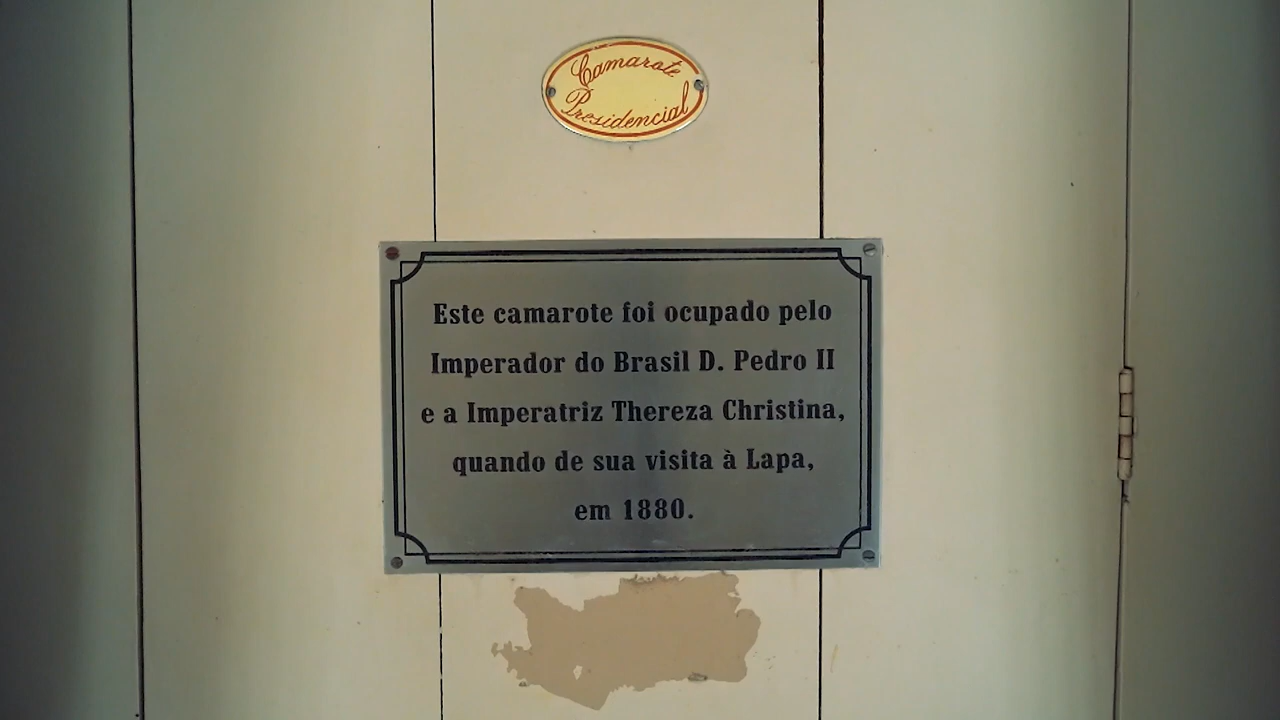 Camarote
Presidencial
Este camarote foi ocupado pelo
Imperador do Brasil D. Pedro II
e a Imperatriz Thereza Christina,
quando de sua visita à Lapa,
em 1880.